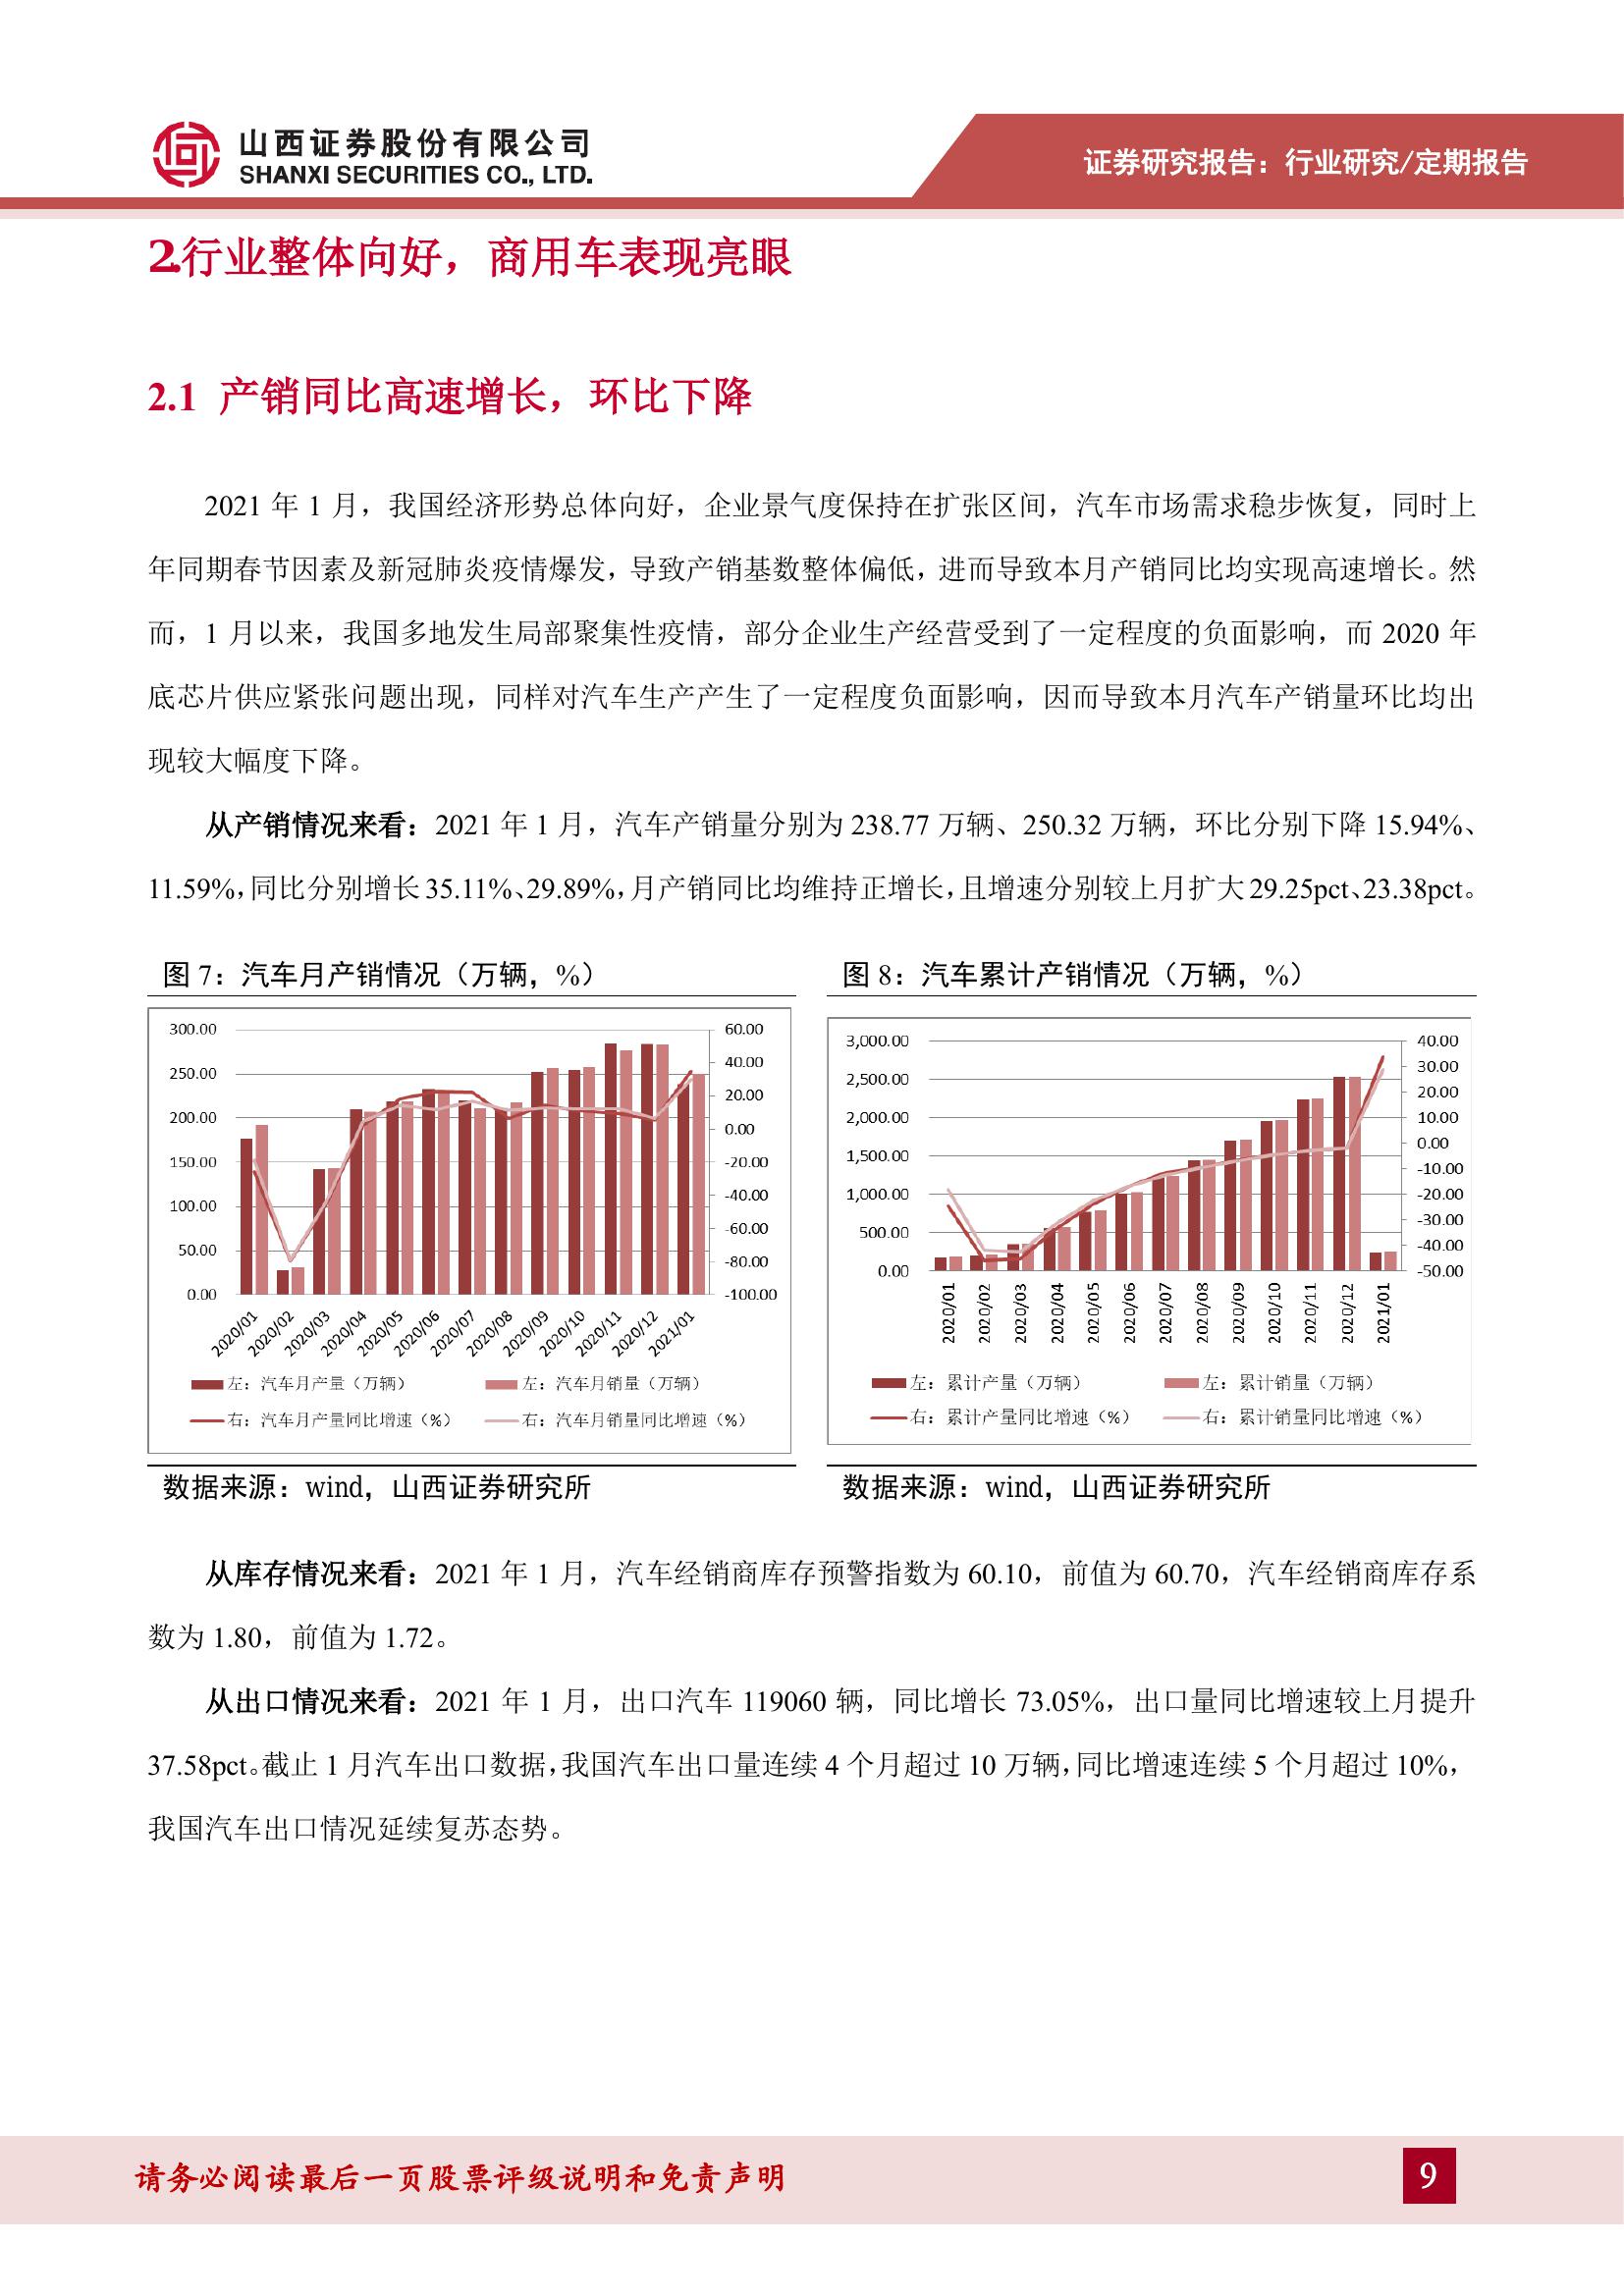 山西证券股份有限公司
SHANXI SECURITIES CO., LTD.
证券研究报告：行业研究/定期报告
2.行业整体向好，商用车表现亮眼
2.1 产销同比高速增长，环比下降
2021 年 1 月，我国经济形势总体向好，企业景气度保持在扩张区间，汽车市场需求稳步恢复，同时上
年同期春节因素及新冠肺炎疫情爆发，导致产销基数整体偏低，进而导致本月产销同比均实现高速增长。然
而，1 月以来，我国多地发生局部聚集性疫情，部分企业生产经营受到了一定程度的负面影响，而 2020 年
底芯片供应紧张问题出现，同样对汽车生产产生了一定程度负面影响，因而导致本月汽车产销量环比均出
现较大幅度下降。
从产销情况来看：2021 年 1 月，汽车产销量分别为 238.77 万辆、250.32 万辆，环比分别下降 15.94%、
11.59%，同比分别增长 35.11%、29.89%，月产销同比均维持正增长，且增速分别较上月扩大 29.25pct、23.38pct。
图 7：汽车月产销情况（万辆，%）
300.00
250.00
200.00
150.00
100.00
50.00
0.00
60.00
40.00
20.00
0.00
-20.00
-40.00
-60.00
-80.00
-100.00
2020/01
2020/02
2020/03
2020/04
2020/05
2020/06
2020/07
2020/08
2020/09
2020/10
2020/11
2020/12
2021/01
左：汽车月产量（万辆）
左：汽车月销量（万辆）
右：汽车月产量同比增速（%）
右：汽车月销量同比增速（%）
数据来源：wind，山西证券研究所
图 8：汽车累计产销情况（万辆，%）
3,000.00
2,500.00
2,000.00
1,500.00
1,000.00
500.00
0.00
40.00
30.00
20.00
10.00
0.00
-10.00
-20.00
-30.00
-40.00
-50.00
2020/01
2020/02
2020/03
2020/04
2020/05
2020/06
2020/07
2020/08
2020/09
2020/10
2020/11
2020/12
2021/01
左：累计产量（万辆）
左：累计销量（万辆）
右：累计产量同比增速（%）
右：累计销量同比增速（%）
数据来源：wind，山西证券研究所
从库存情况来看：2021 年 1 月，汽车经销商库存预警指数为 60.10，前值为 60.70，汽车经销商库存系
数为 1.80，前值为 1.72。
从出口情况来看：2021 年 1 月，出口汽车 119060 辆，同比增长 73.05%，出口量同比增速较上月提升
37.58pct。截止 1 月汽车出口数据，我国汽车出口量连续 4 个月超过 10 万辆，同比增速连续 5 个月超过 10%，
我国汽车出口情况延续复苏态势。
请务必阅读最后一页股票评级说明和免责声明
9